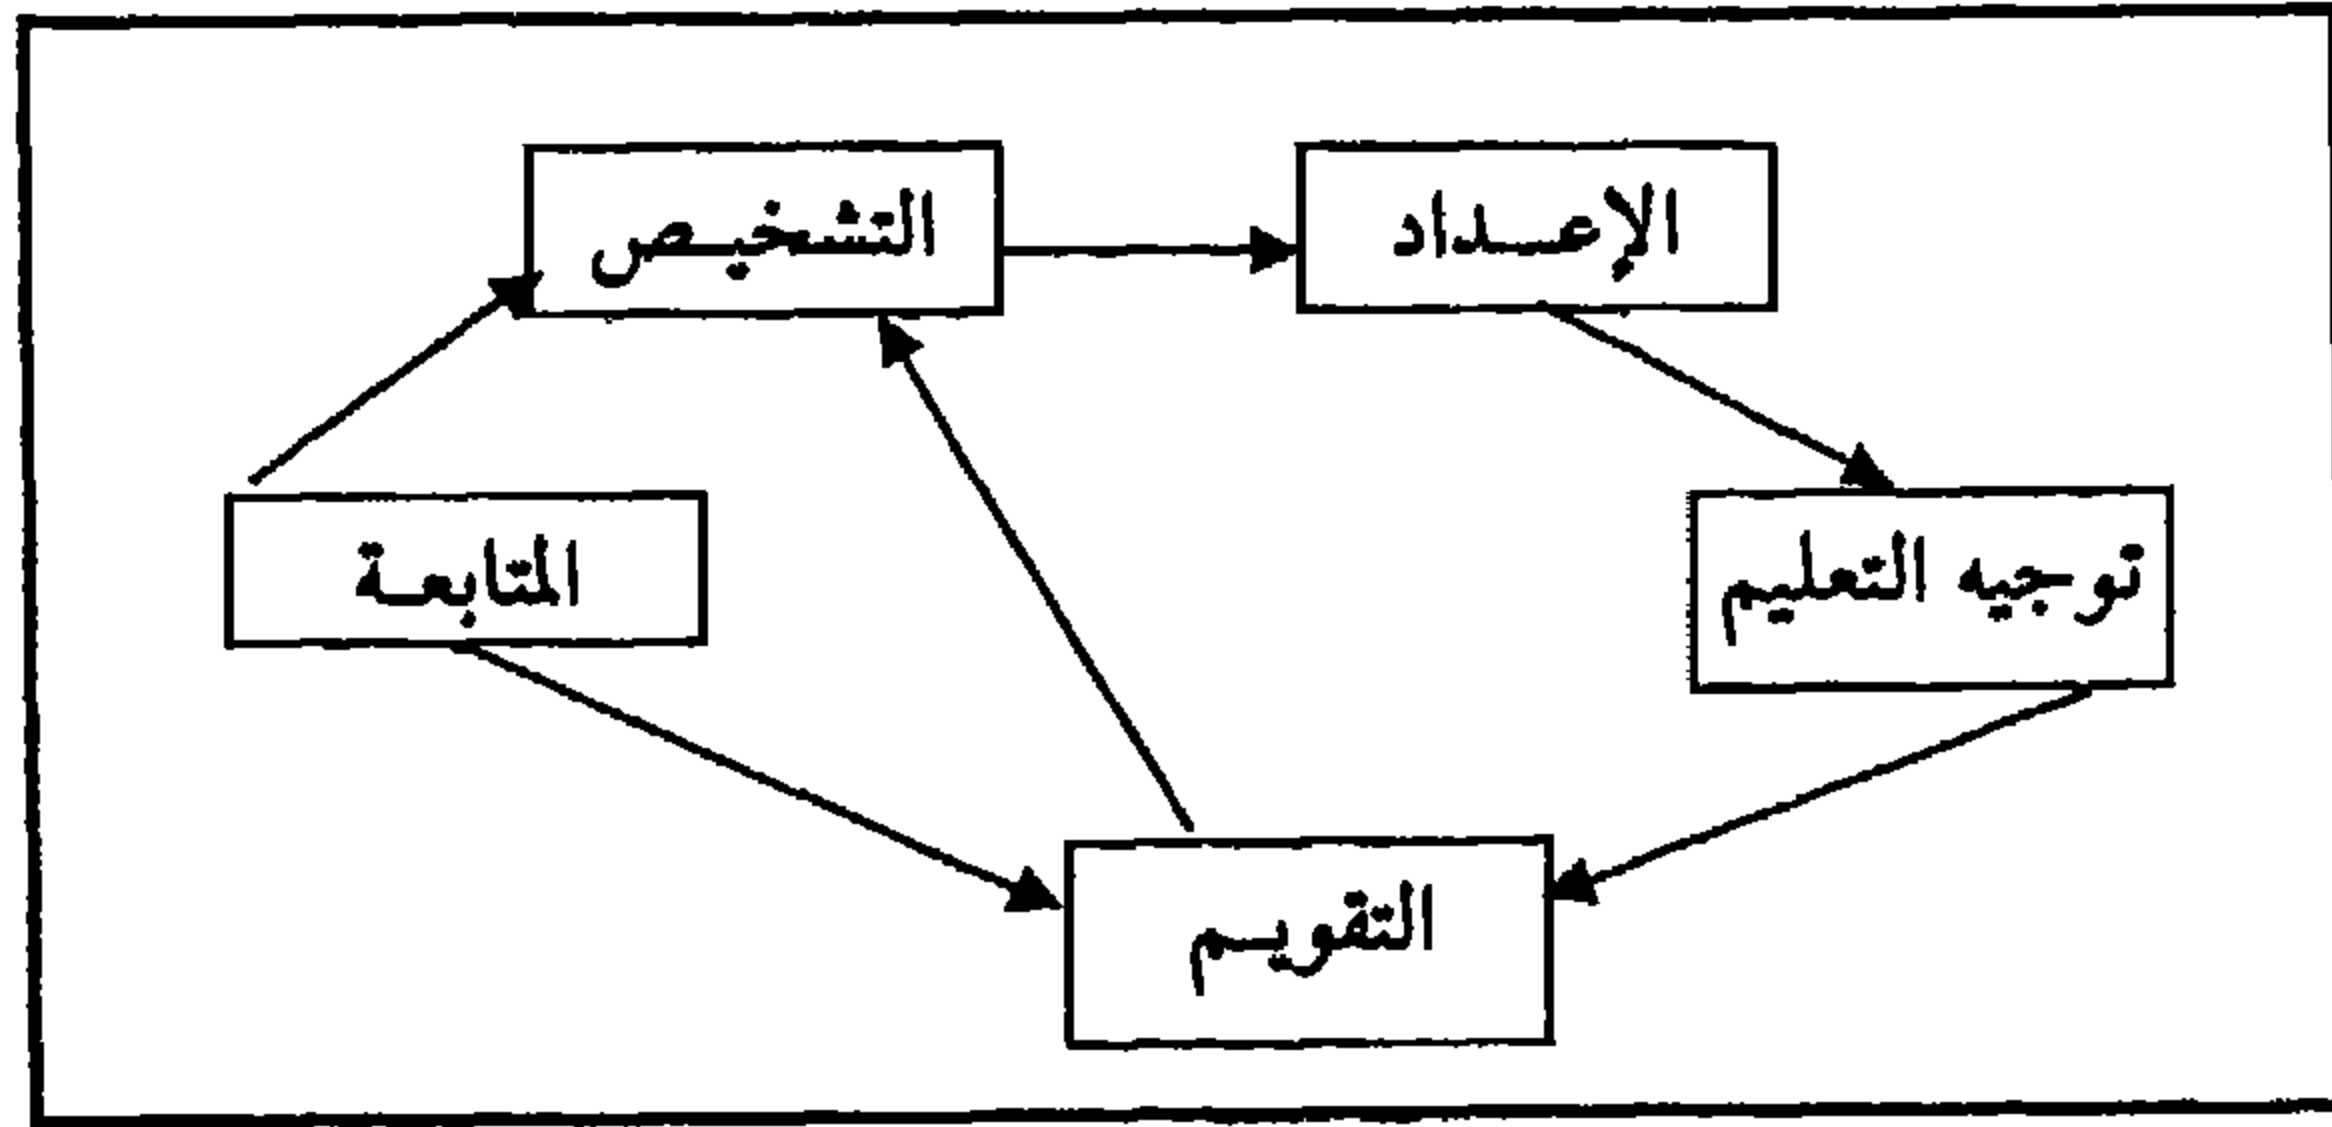 الإعداد
التشخيص
توجيه التعليم
المتابعة
التقويم